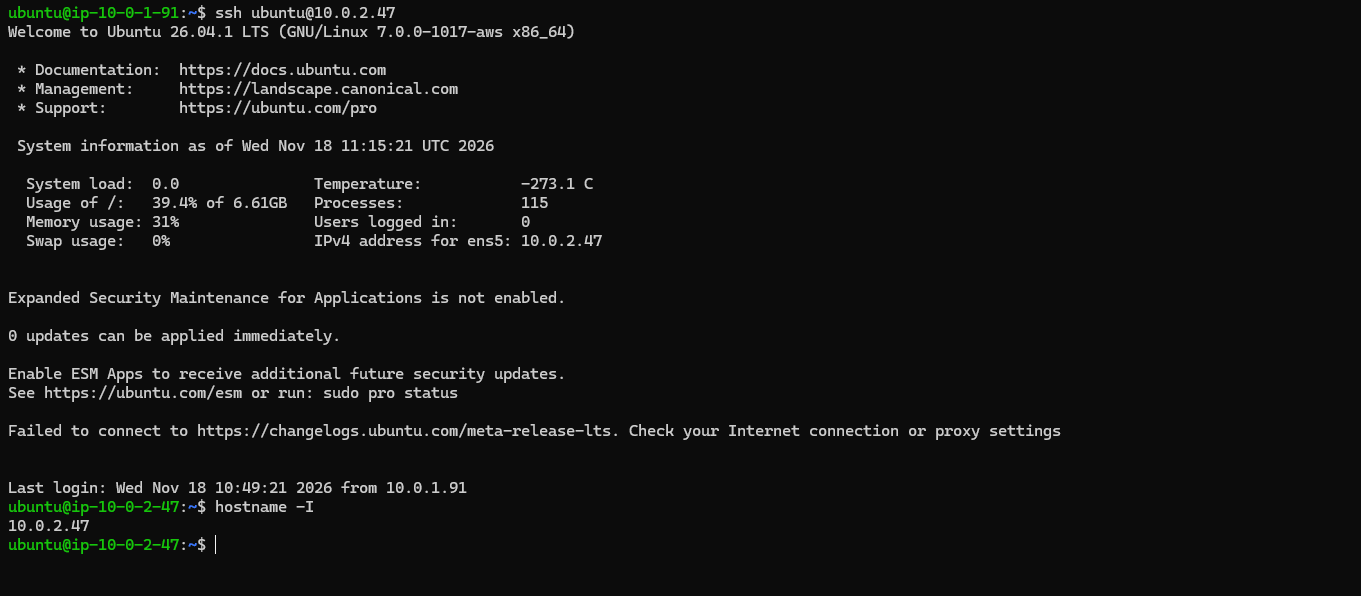 ubuntu@ip-10-0-1-91:~$ ssh ubuntu@10.0.2.47
Welcome to Ubuntu 26.04.1 LTS (GNU/Linux 7.0.0-1017-aws x86_64)
* Documentation:  https://docs.ubuntu.com
* Management:     https://landscape.canonical.com
* Support:        https://ubuntu.com/pro
System information as of Wed Nov 18 11:15:21 UTC 2026
System load:  0.0               Temperature:           -273.1 C
Usage of /:   39.4% of 6.61GB   Processes:             115
Memory usage: 31%               Users logged in:       0
Swap usage:   0%                IPv4 address for ens5: 10.0.2.47
Expanded Security Maintenance for Applications is not enabled.
0 updates can be applied immediately.
Enable ESM Apps to receive additional future security updates.
See https://ubuntu.com/esm or run: sudo pro status
Failed to connect to https://changelogs.ubuntu.com/meta-release-lts. Check your Internet connection or proxy settings
Last login: Wed Nov 18 10:49:21 2026 from 10.0.1.91
ubuntu@ip-10-0-2-47:~$ hostname -I
10.0.2.47
ubuntu@ip-10-0-2-47:~$